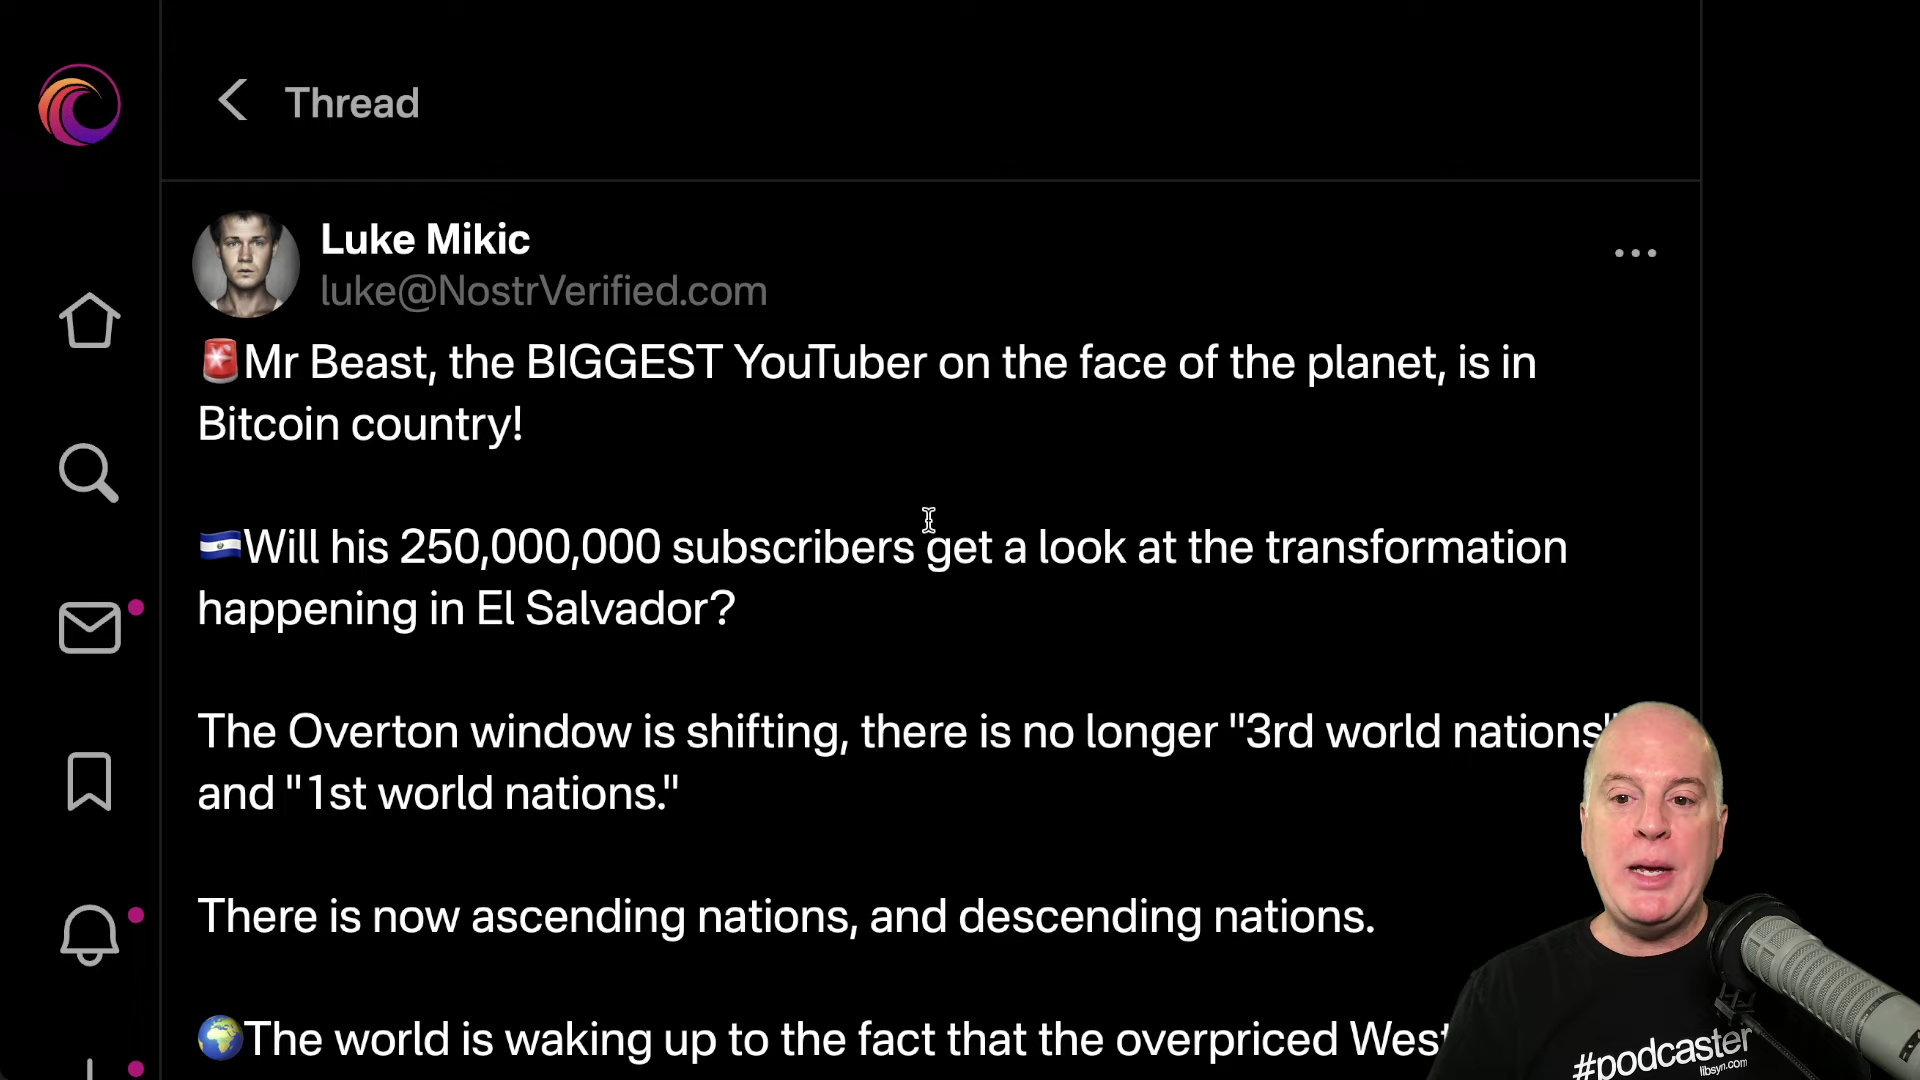 Thread
Luke Mikic
luke@NostrVerified.com
🚨Mr Beast, the BIGGEST YouTuber on the face of the planet, is in
Bitcoin country!
🇸🇻Will his 250,000,000 subscribers get a look at the transformation
happening in El Salvador?
The Overton window is shifting, there is no longer "3rd world nations"
and "1st world nations."
There is now ascending nations, and descending nations.
🌍The world is waking up to the fact that the overpriced West
#podcaster
libsyn.com